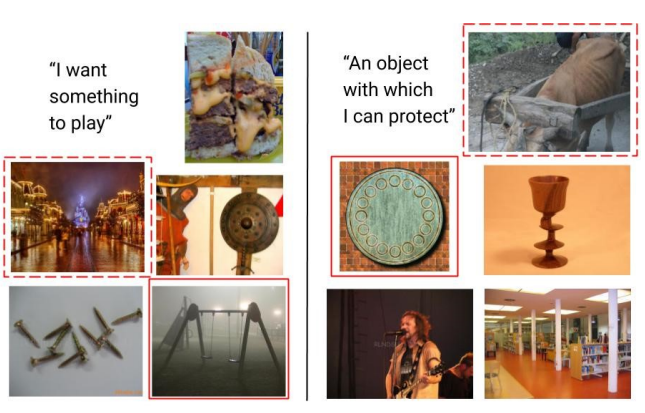 “I want
something
to play”
“An object
with which
I can protect”